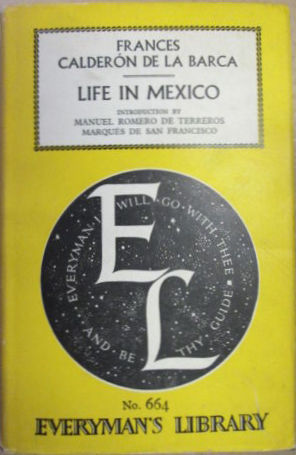 FRANCES
CALDERÓN DE LA BARCA
LIFE IN MEXICO
INTRODUCTION BY
MANUEL ROMERO DE TERREROS
MARQUÉS DE SAN FRANCISCO
EVERYMAN·I·WILL·GO·WITH·THEE
·AND·BE·THY·GUIDE·
EL
No. 664
EVERYMAN'S LIBRARY